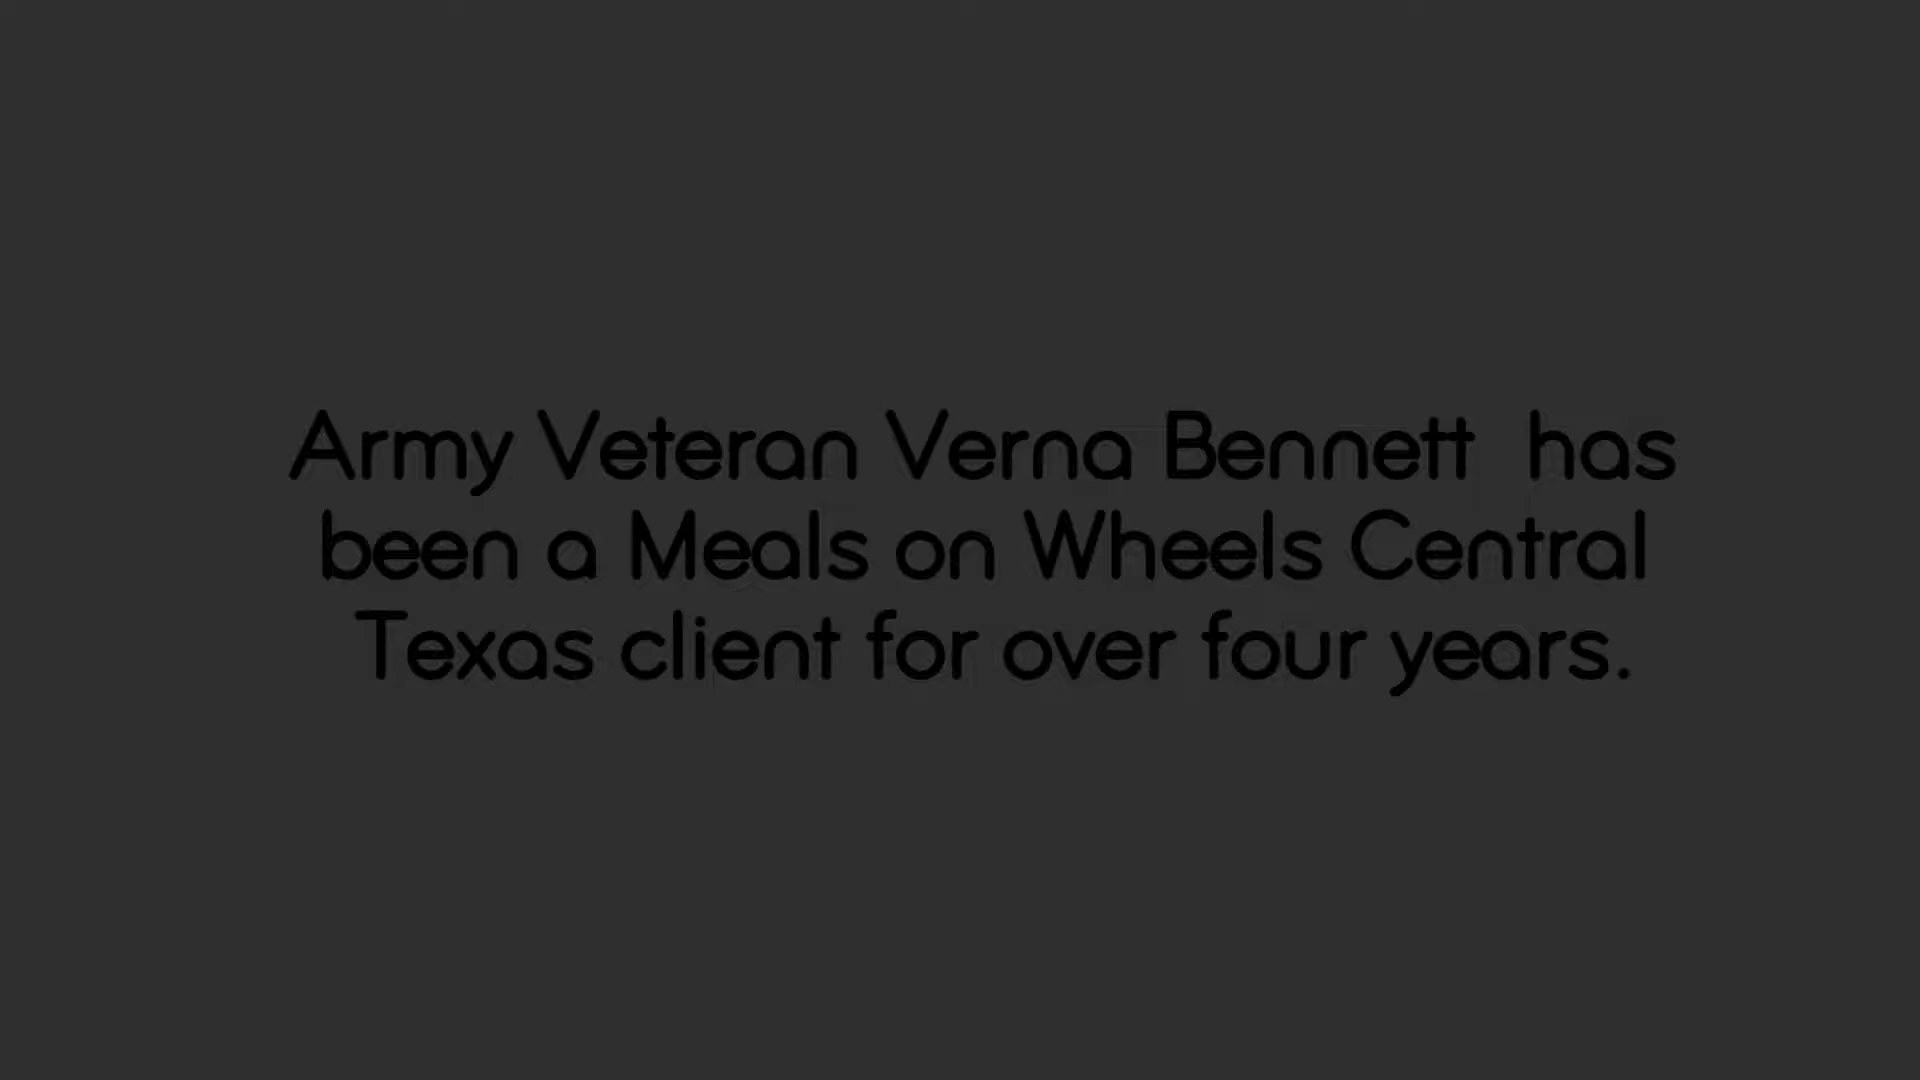 Army Veteran Verna Bennett  has
been a Meals on Wheels Central
Texas client for over four years.